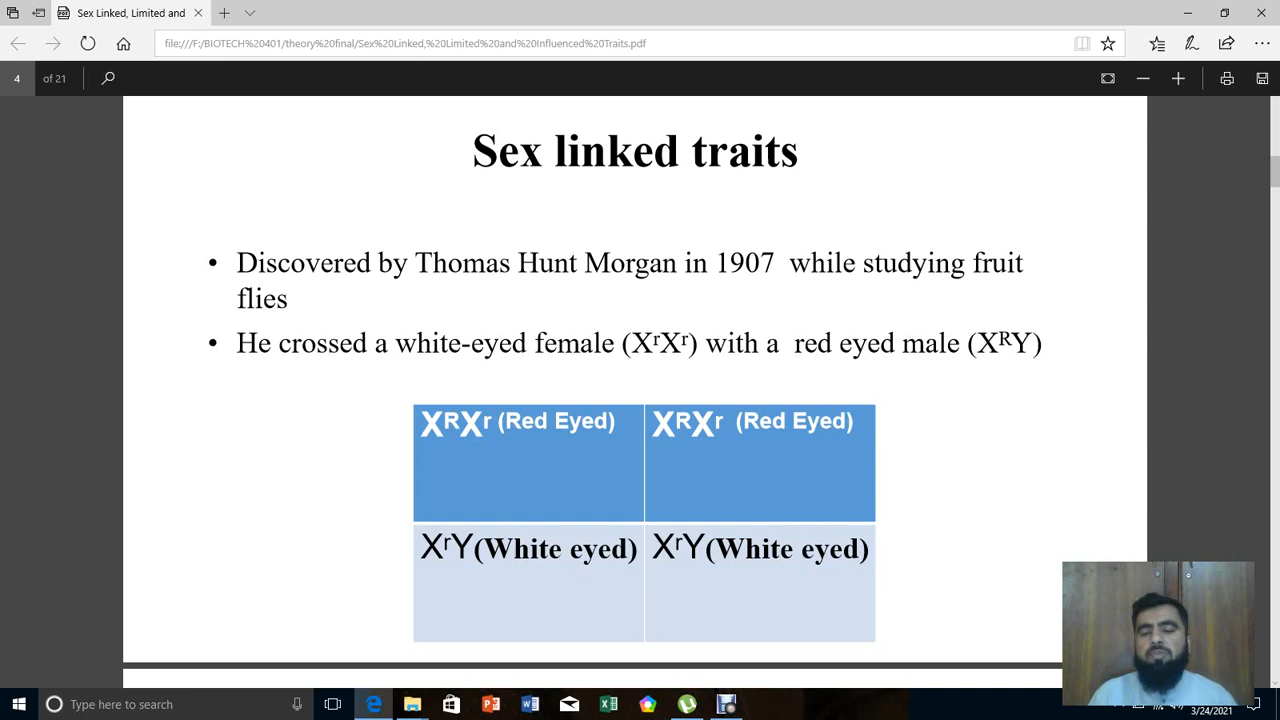 Sex Linked, Limited and
file:///F:/BIOTECH%20401/theory%20final/Sex%20Linked,%20Limited%20and%20Influenced%20Traits.pdf
4 of 21
Sex linked traits
• Discovered by Thomas Hunt Morgan in 1907 while studying fruit
flies
• He crossed a white-eyed female (XʳXʳ) with a red eyed male (XᴿY)
XᴿXʳ (Red Eyed) XᴿXʳ (Red Eyed)
XʳY(White eyed) XʳY(White eyed)
Type here to search
3/24/2021